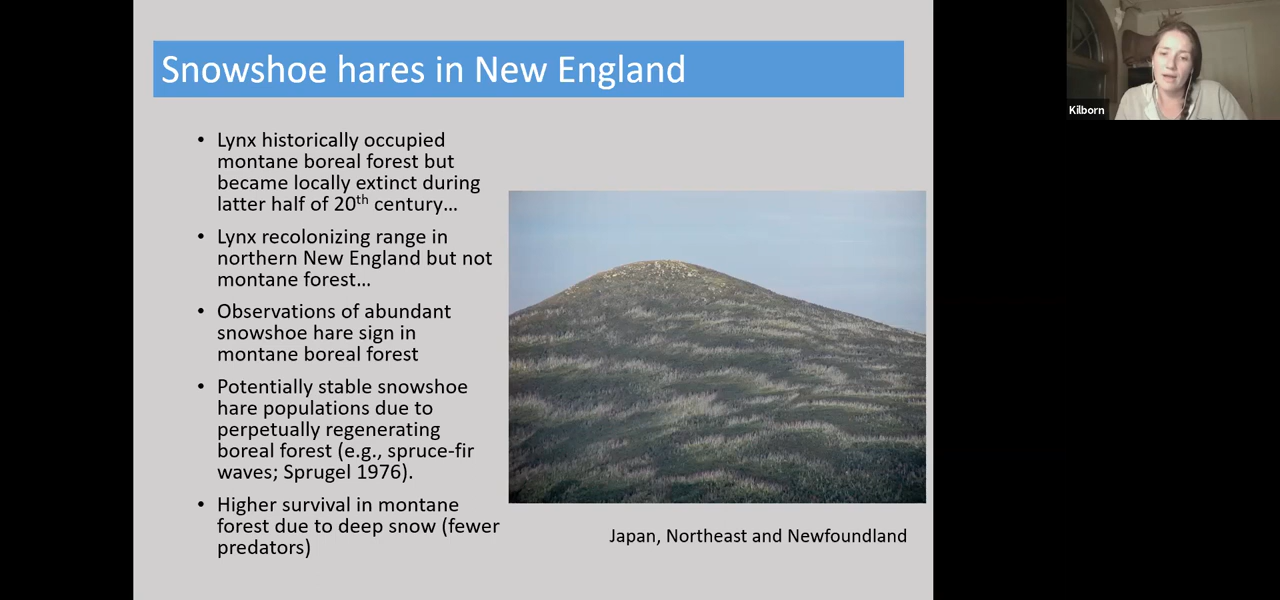 Snowshoe hares in New England
• Lynx historically occupied
montane boreal forest but
became locally extinct during
latter half of 20th century…
• Lynx recolonizing range in
northern New England but not
montane forest…
• Observations of abundant
snowshoe hare sign in
montane boreal forest
• Potentially stable snowshoe
hare populations due to
perpetually regenerating
boreal forest (e.g., spruce-fir
waves; Sprugel 1976).
• Higher survival in montane
forest due to deep snow (fewer
predators)
Japan, Northeast and Newfoundland
Kilborn